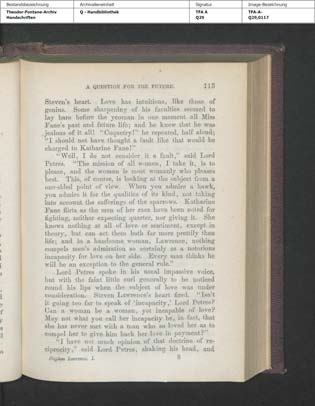 Bestandsbezeichnung Archivalieneinheit Signatur Image-Bezeichnung
Theodor-Fontane-Archiv Q - Handbibliothek TFA A TFA-A-
Handschriften Q29 Q29,0117
A QUESTION FOR THE FUTURE. 113
Steven's heart. Love has intuitions, like those of
genius. Some sharpening of his faculties seemed to
lay bare before the yeoman in one moment all Miss
Fane's past and future life; and he knew that he was
jealous of it all! "Coquetry!" he repeated, half aloud;
"I should not have thought a fault like that would be
charged to Katharine Fane!"
"Well, I do not consider it a fault," said Lord
Petres. "The mission of all women, I take it, is to
please, and the woman is most womanly who pleases
best. This, of course, is looking at the subject from a
one-sided point of view. When you admire a hawk,
you admire it for the qualities of its kind, not taking
into account the sufferings of the sparrows. Katharine
Fane flirts as the men of her race have been noted for
fighting, neither expecting quarter, nor giving it. She
knows nothing at all of love or sentiment, except in
theory, but can act them both far more prettily than
life; and in a handsome woman, Lawrence, nothing
compels men's admiration so certainly as a notorious
incapacity for love on her side. Every man thinks he
will be an exception to the general rule."
Lord Petres spoke in his usual impassive voice,
but with the faint little curl generally to be noticed
round his lips when the subject of love was under
consideration. Steven Lawrence's heart fired. "Isn't
it going too far to speak of 'incapacity,' Lord Petres?
Can a woman be a woman, yet incapable of love?
May not what you call her incapacity be, in fact, that
she has never met with a man who so loved her as to
compel her to give him back her love in payment?"
"I have not much opinion of that doctrine of re-
ciprocity," said Lord Petres, shaking his head, and
Stephen Lawrence. I. 8